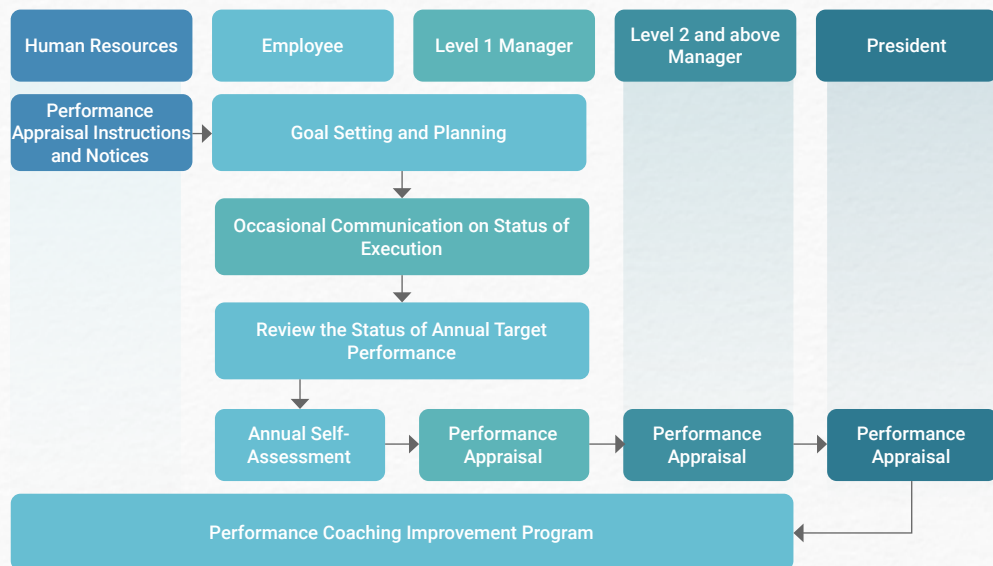 Human Resources
Employee
Level 1 Manager
Level 2 and above
Manager
President
Performance
Appraisal Instructions
and Notices
Goal Setting and Planning
Occasional Communication on Status of
Execution
Review the Status of Annual Target
Performance
Annual Self-
Assessment
Performance
Appraisal
Performance
Appraisal
Performance
Appraisal
Performance Coaching Improvement Program